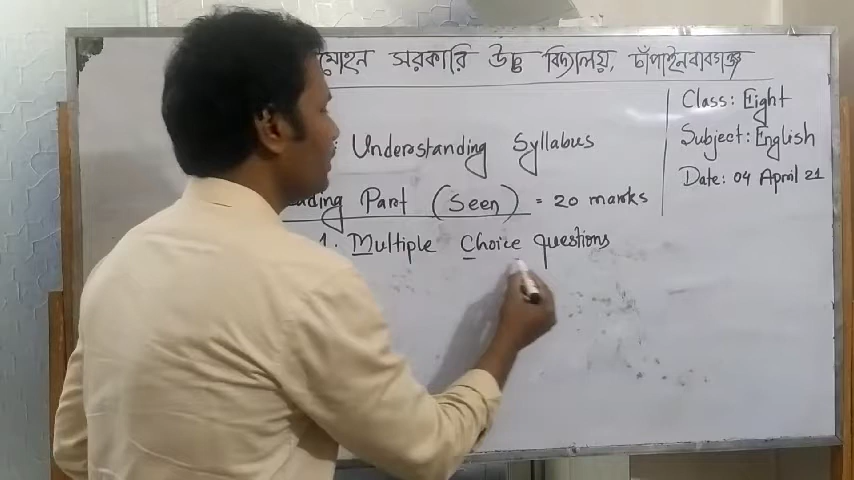 মোহন সরকারি উচ্চ বিদ্যালয়, চাঁপাইনবাবগঞ্জ
Class: Eight
Subject: English
Date: 04 April 21
: Understanding Syllabus
ading Part (Seen) = 20 marks
1. Multiple Choice questions